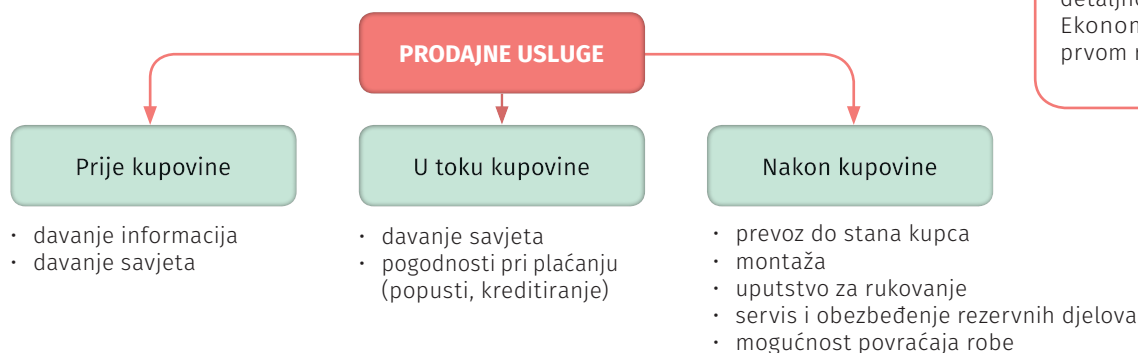 PRODAJNE USLUGE
Prije kupovine
• davanje informacija
• davanje savjeta
U toku kupovine
• davanje savjeta
• pogodnosti pri plaćanju
(popusti, kreditiranje)
Nakon kupovine
• prevoz do stana kupca
• montaža
• uputstvo za rukovanje
• servis i obezbeđenje rezervnih djelova
• mogućnost povraćaja robe
prvom